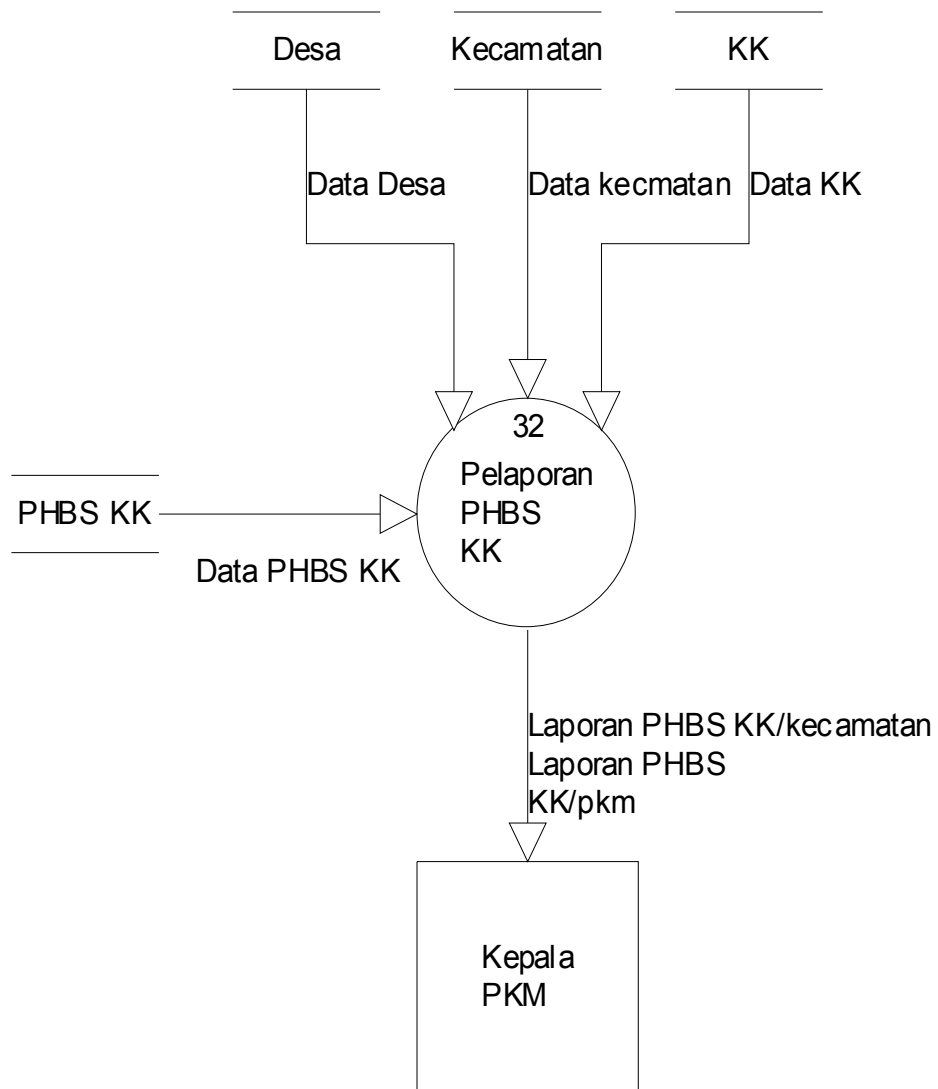 Desa
Kecamatan
KK
Data Desa
Data kecmatan
Data KK
32
Pelaporan
PHBS
KK
PHBS KK
Data PHBS KK
Laporan PHBS KK/kecamatan
Laporan PHBS
KK/pkm
Kepala
PKM